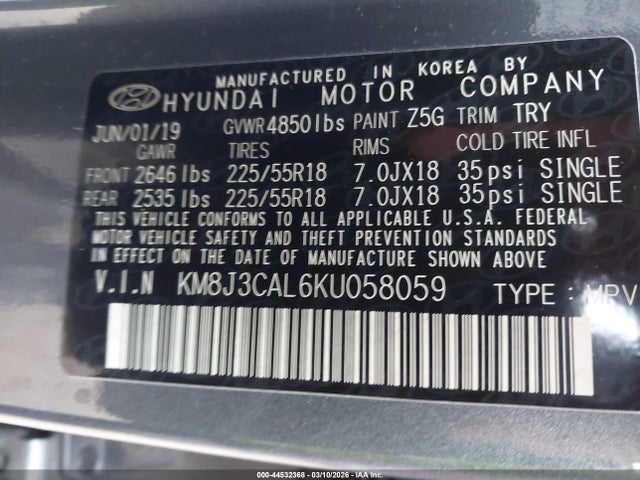 MANUFACTURED IN KOREA BY
HYUNDAI MOTOR COMPANY
JUN/01/19 GVWR 4850lbs PAINT Z5G TRIM TRY
GAWR TIRES RIMS COLD TIRE INFL
FRONT 2646 lbs 225/55R18 7.0JX18 35psi SINGLE
REAR 2535 lbs 225/55R18 7.0JX18 35psi SINGLE
THIS VEHICLE CONFORMS TO ALL APPLICABLE U.S.A. FEDERAL
MOTOR VEHICLE SAFETY AND THEFT PREVENTION STANDARDS
IN EFFECT ON THE DATE OF MANUFACTURE SHOWN ABOVE
V.I.N KM8J3CAL6KU058059 TYPE : MPV
000-44532368 - 03/10/2026 - IAA Inc.